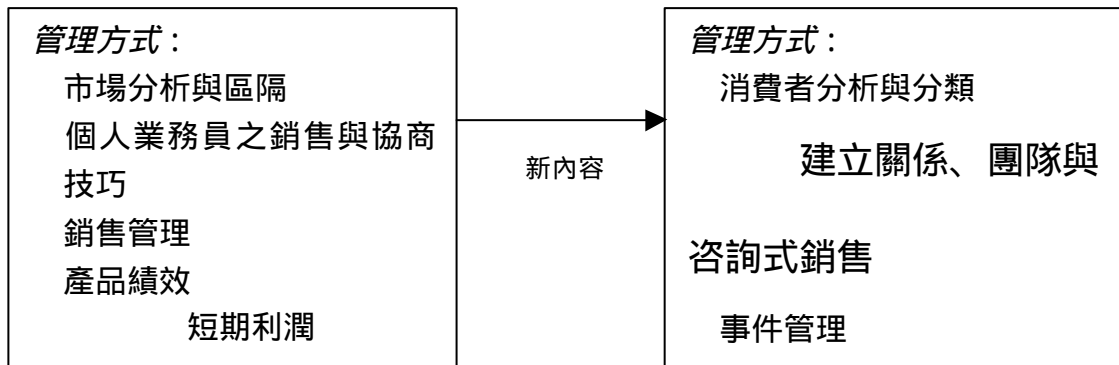 管理方式：
市場分析與區隔
個人業務員之銷售與協商
技巧
銷售管理
產品績效
短期利潤
新內容
管理方式：
消費者分析與分類
建立關係、團隊與
咨詢式銷售
事件管理